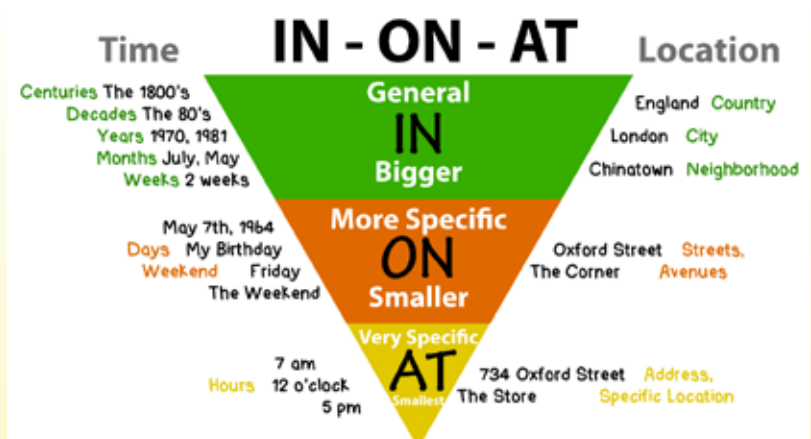 IN - ON - AT
Time
Location
Centuries The 1800's
Decades The 80's
Years 1970, 1981
Months July, May
Weeks 2 weeks
General
IN
Bigger
England Country
London City
Chinatown Neighborhood
May 7th, 1964
Days My Birthday
Weekend Friday
The Weekend
More Specific
ON
Smaller
Oxford Street Streets,
The Corner Avenues
7 am
Hours 12 o'clock
5 pm
Very Specific
AT
Smallest
734 Oxford Street Address,
The Store Specific Location